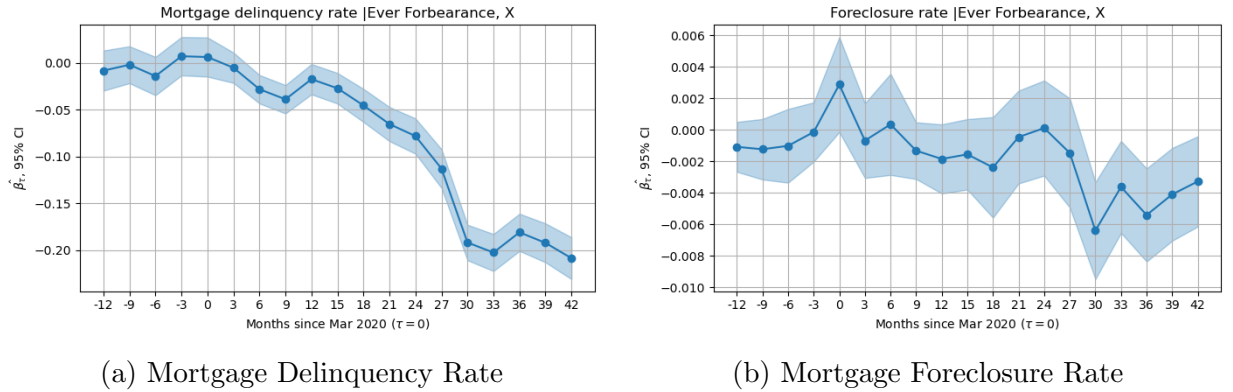 Mortgage delinquency rate |Ever Forbearance, X
0.00
−0.05
−0.10
−0.15
−0.20
β̂τ, 95% CI
-12 -9 -6 -3 0 3 6 9 12 15 18 21 24 27 30 33 36 39 42
Months since Mar 2020 (τ = 0)
(a) Mortgage Delinquency Rate
Foreclosure rate |Ever Forbearance, X
0.006
0.004
0.002
0.000
−0.002
−0.004
−0.006
−0.008
−0.010
β̂τ, 95% CI
-12 -9 -6 -3 0 3 6 9 12 15 18 21 24 27 30 33 36 39 42
Months since Mar 2020 (τ = 0)
(b) Mortgage Foreclosure Rate